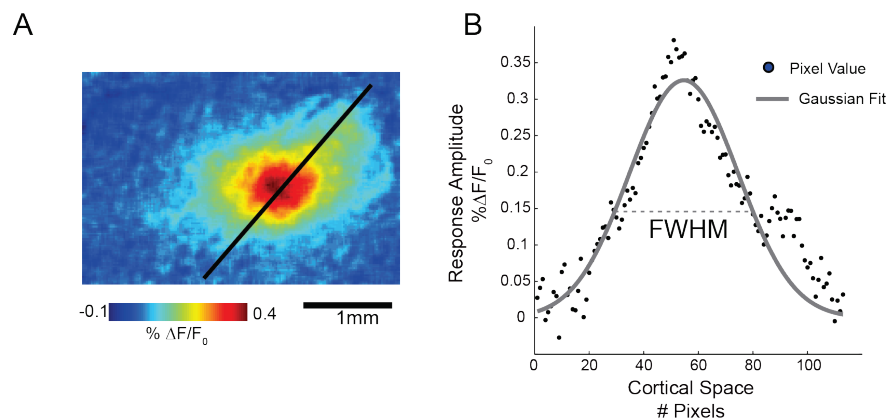 A
-0.1
0.4
% ΔF/F₀
1mm
B
Response Amplitude
%ΔF/F₀
0.35
0.3
0.25
0.2
0.15
0.1
0.05
0
0
20
40
60
80
100
Cortical Space
# Pixels
FWHM
Pixel Value
Gaussian Fit